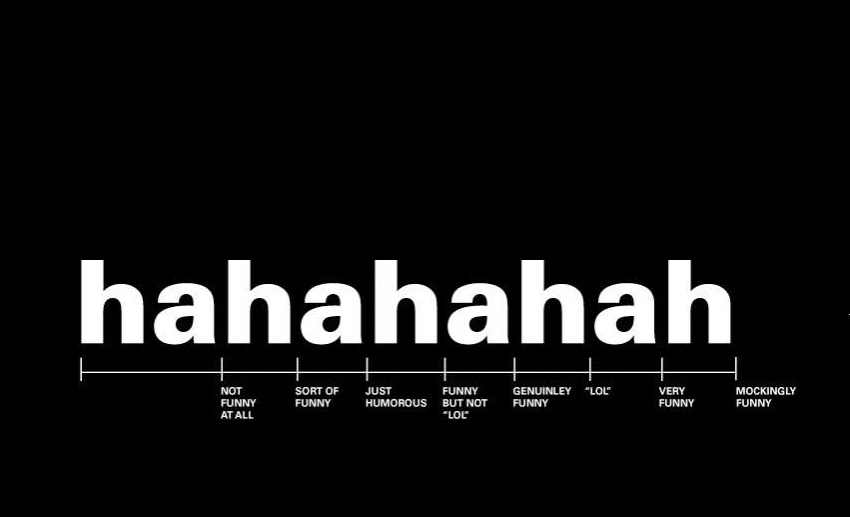 hahahahah
NOT
FUNNY
AT ALL
SORT OF
FUNNY
JUST
HUMOROUS
FUNNY
BUT NOT
"LOL"
GENUINLEY
FUNNY
"LOL"
VERY
FUNNY
MOCKINGLY
FUNNY